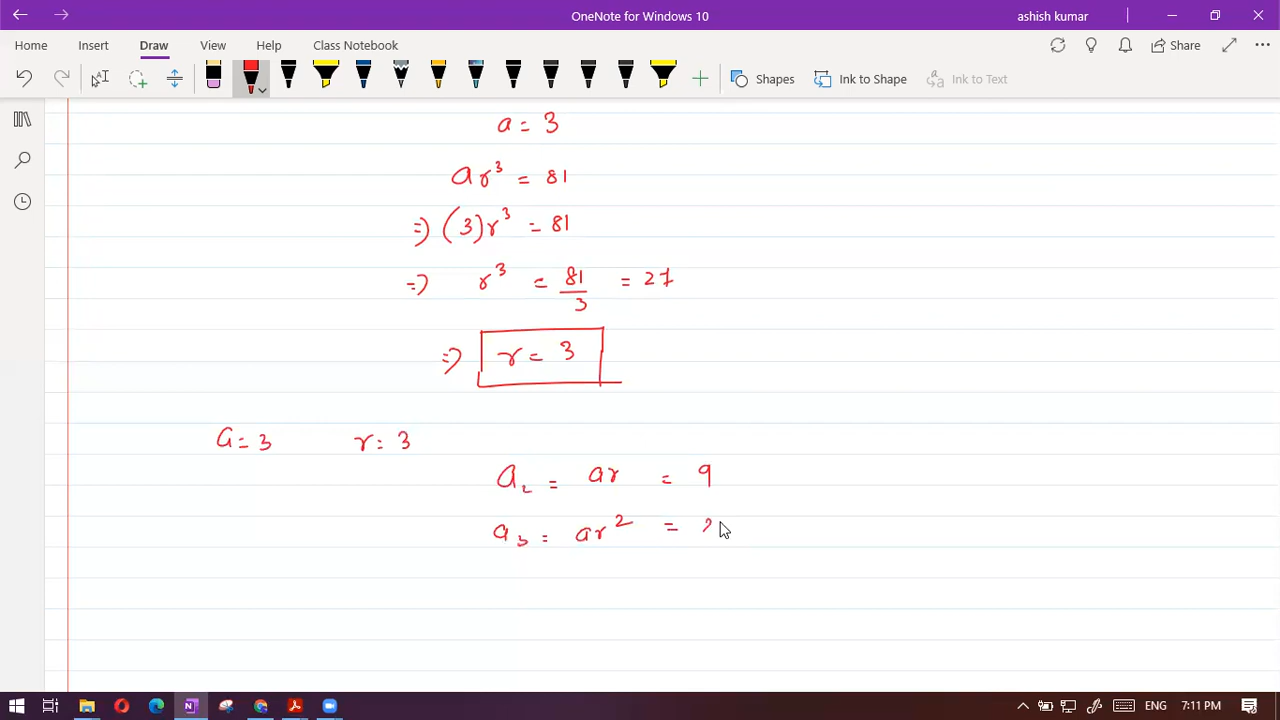 OneNote for Windows 10
ashish kumar
Home Insert Draw View Help Class Notebook
Share
Shapes Ink to Shape Ink to Text
a = 3
ar³ = 81
⇒ (3)r³ = 81
⇒ r³ = 81/3 = 27
⇒ r = 3
a = 3 r = 3
a₂ = ar = 9
a₃ = ar² =
ENG 7:11 PM